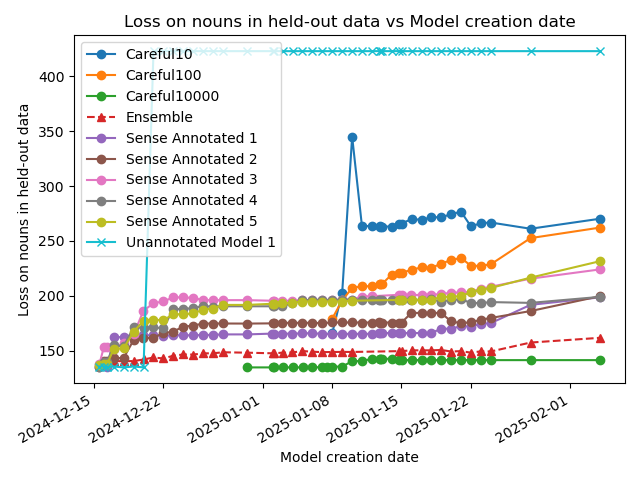 Loss on nouns in held-out data vs Model creation date
Loss on nouns in held-out data
400
350
300
250
200
150
Careful10
Careful100
Careful10000
Ensemble
Sense Annotated 1
Sense Annotated 2
Sense Annotated 3
Sense Annotated 4
Sense Annotated 5
Unannotated Model 1
2024-12-15
2024-12-22
2025-01-01
2025-01-08
2025-01-15
2025-01-22
2025-02-01
Model creation date